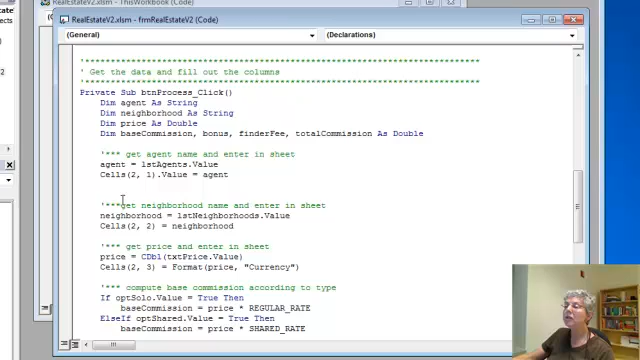 RealEstateV2.xlsm - ThisWorkbook (Code)
RealEstateV2.xlsm - frmRealEstateV2 (Code)
(General)
(Declarations)
'******************************************************************
' Get the data and fill out the columns
'******************************************************************
Private Sub btnProcess_Click()
Dim agent As String
Dim neighborhood As String
Dim price As Double
Dim baseCommission, bonus, finderFee, totalCommission As Double
'*** get agent name and enter in sheet
agent = lstAgents.Value
Cells(2, 1).Value = agent
'***get neighborhood name and enter in sheet
neighborhood = lstNeighborhoods.Value
Cells(2, 2) = neighborhood
'*** get price and enter in sheet
price = CDbl(txtPrice.Value)
Cells(2, 3) = Format(price, "Currency")
'*** compute base commission according to type
If optSolo.Value = True Then
baseCommission = price * REGULAR_RATE
ElseIf optShared.Value = True Then
baseCommission = price * SHARED_RATE